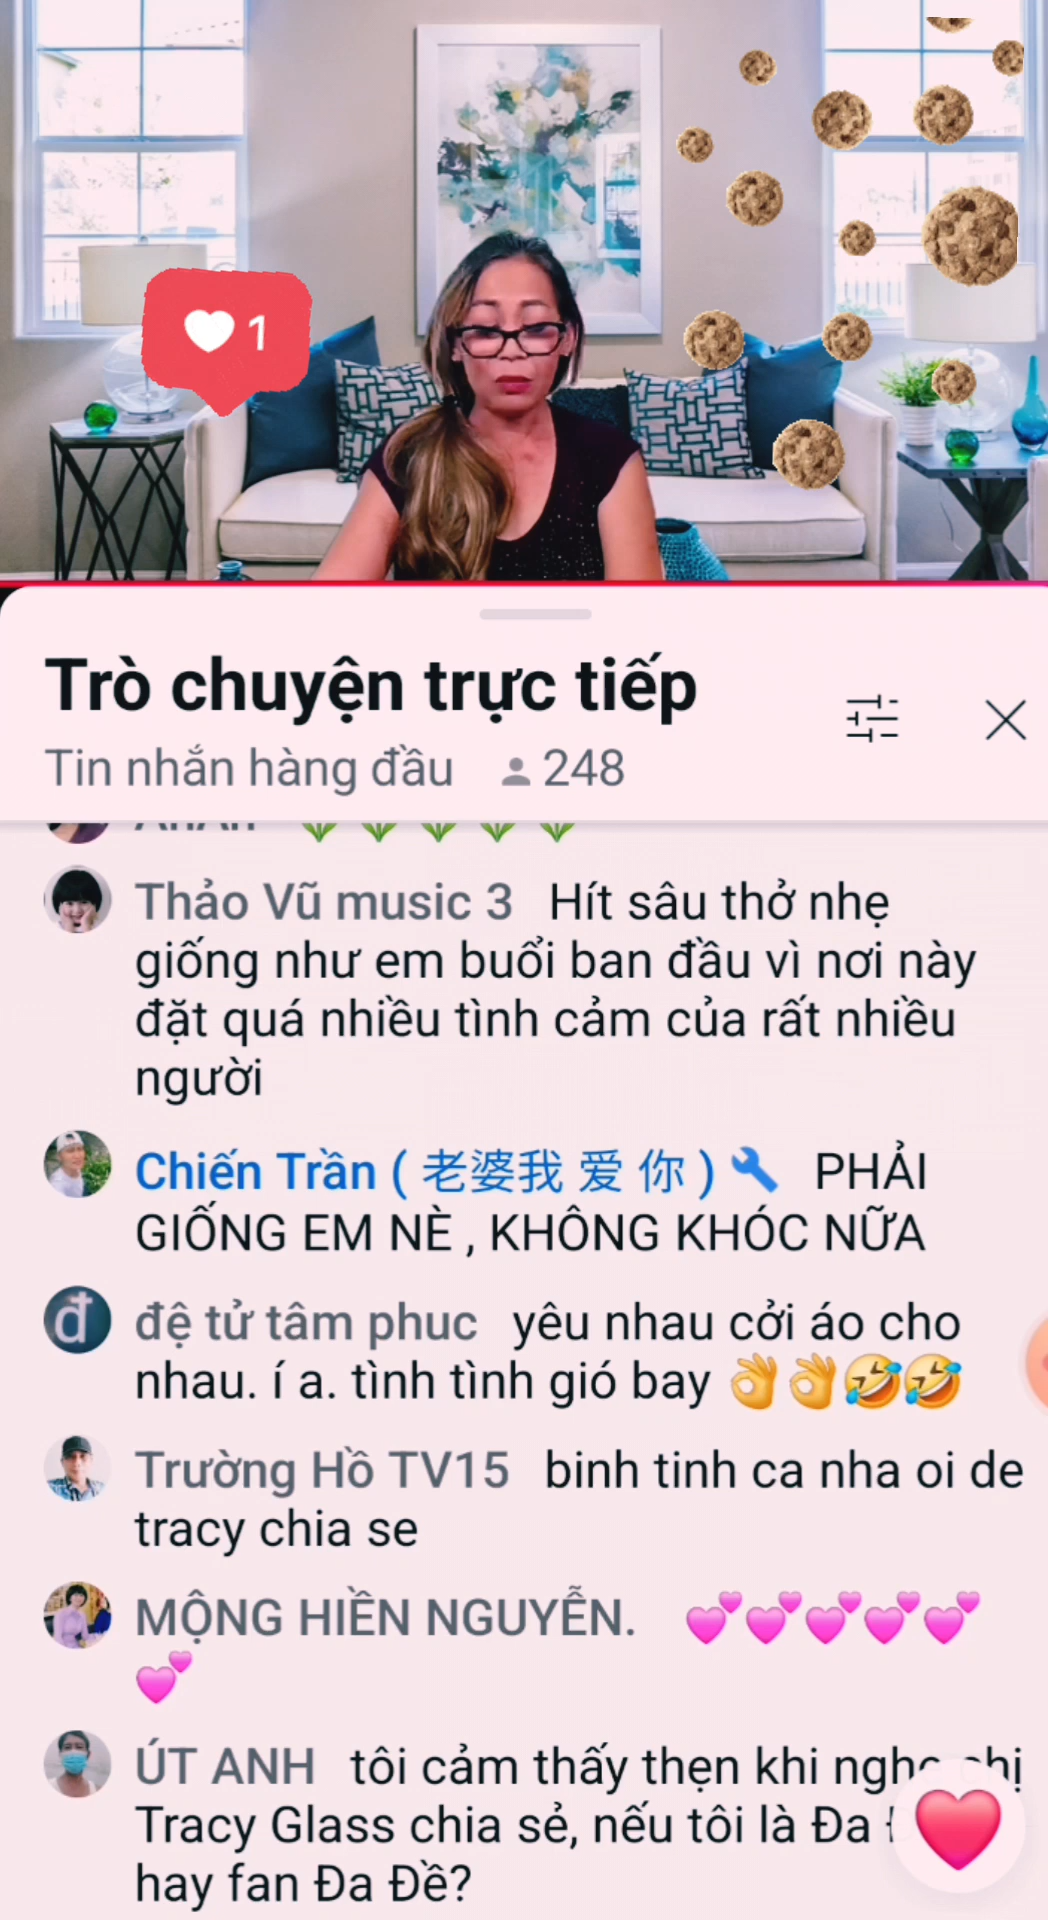 1
Trò chuyện trực tiếp
Tin nhắn hàng đầu 248
Thảo Vũ music 3 Hít sâu thở nhẹ
giống như em buổi ban đầu vì nơi này
đặt quá nhiều tình cảm của rất nhiều
người
Chiến Trần ( 老婆我 爱 你 ) 🔧 PHẢI
GIỐNG EM NÈ , KHÔNG KHÓC NỮA
đệ tử tâm phuc yêu nhau cởi áo cho
nhau. í a. tình tình gió bay 👌👌🤣🤣
Trường Hồ TV15 binh tinh ca nha oi de
tracy chia se
MỘNG HIỀN NGUYỄN. 💕💕💕💕💕
💕
ÚT ANH tôi cảm thấy thẹn khi nghe chị
Tracy Glass chia sẻ, nếu tôi là Đa
hay fan Đa Đề?